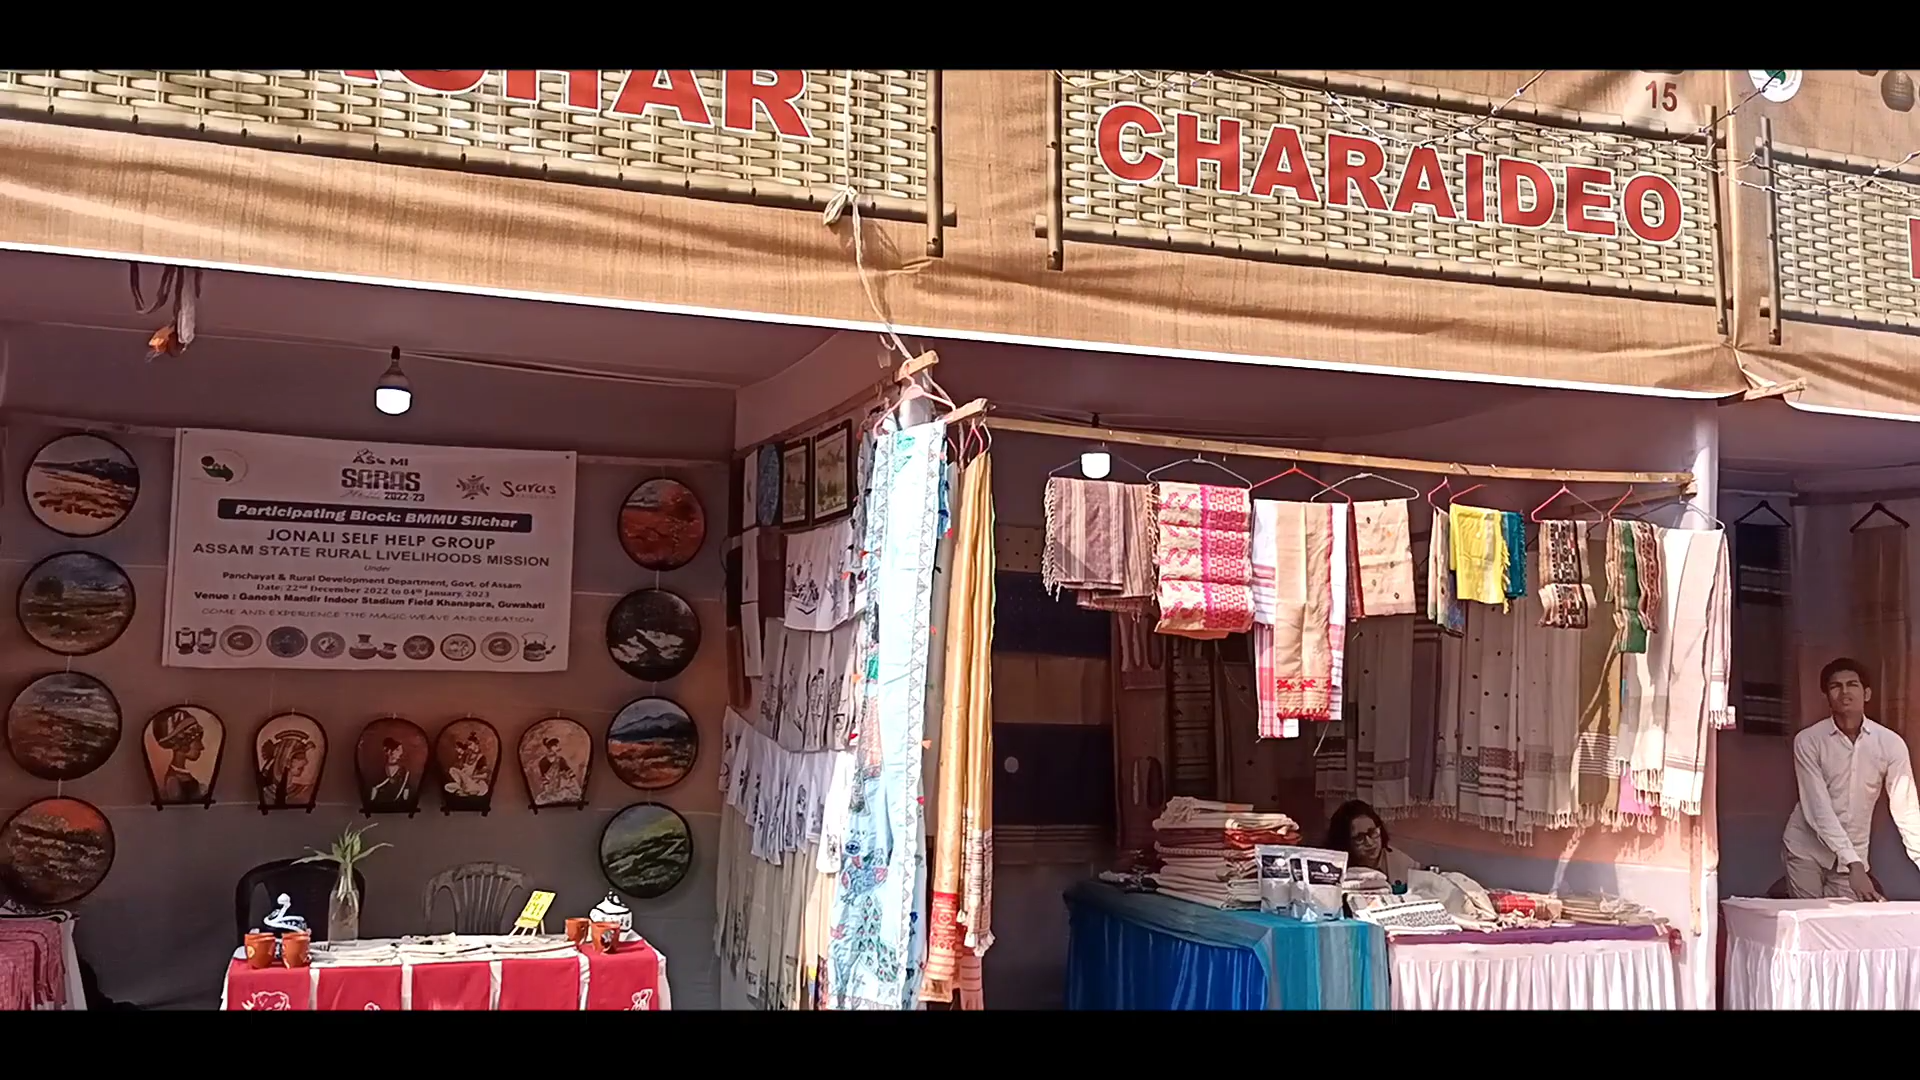 ACHAR
CHARAIDEO
15
ASOMI
SARAS
Mela 2022-23
Saras
Participating Block: BMMU Silchar
JONALI SELF HELP GROUP
ASSAM STATE RURAL LIVELIHOODS MISSION
Under
Panchayat & Rural Development Department, Govt. of Assam
Date: 22nd December 2022 to 04th January, 2023
Venue : Ganesh Mandir Indoor Stadium Field Khanapara, Guwahati
COME AND EXPERIENCE THE MAGIC WEAVE AND CREATION